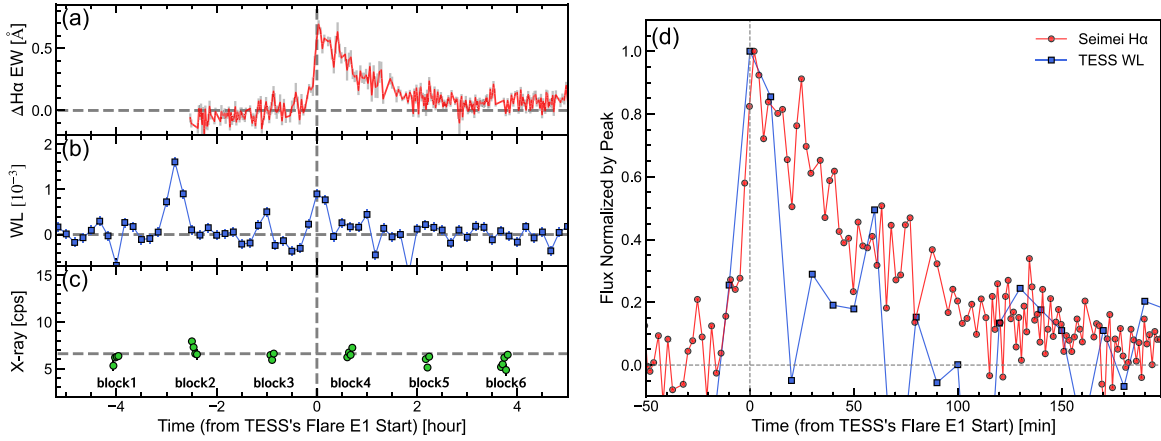 (a)
ΔHα EW [Å]
0.5
0.0
(b)
WL [10⁻³]
2
1
0
(c)
X-ray [cps]
15
10
5
block1 block2 block3 block4 block5 block6
−4 −2 0 2 4
Time (from TESS's Flare E1 Start) [hour]
(d)
Seimei Hα
TESS WL
Flux Normalized by Peak
1.0
0.8
0.6
0.4
0.2
0.0
−50 0 50 100 150
Time (from TESS's Flare E1 Start) [min]